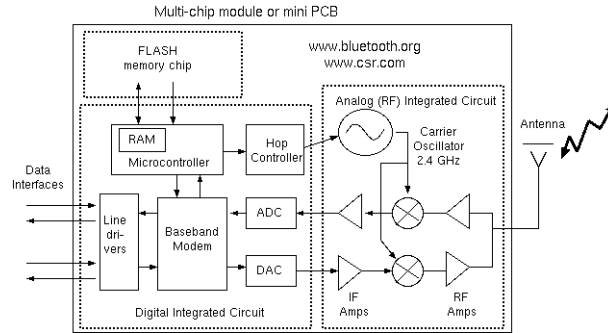 Multi-chip module or mini PCB
FLASH
memory chip
www.bluetooth.org
www.csr.com
Analog (RF) Integrated Circuit
RAM
Microcontroller
Hop
Controller
Carrier
Oscillator
2.4 GHz
Antenna
Data
Interfaces
Line
dri-
vers
Baseband
Modem
ADC
DAC
IF
Amps
RF
Amps
Digital Integrated Circuit